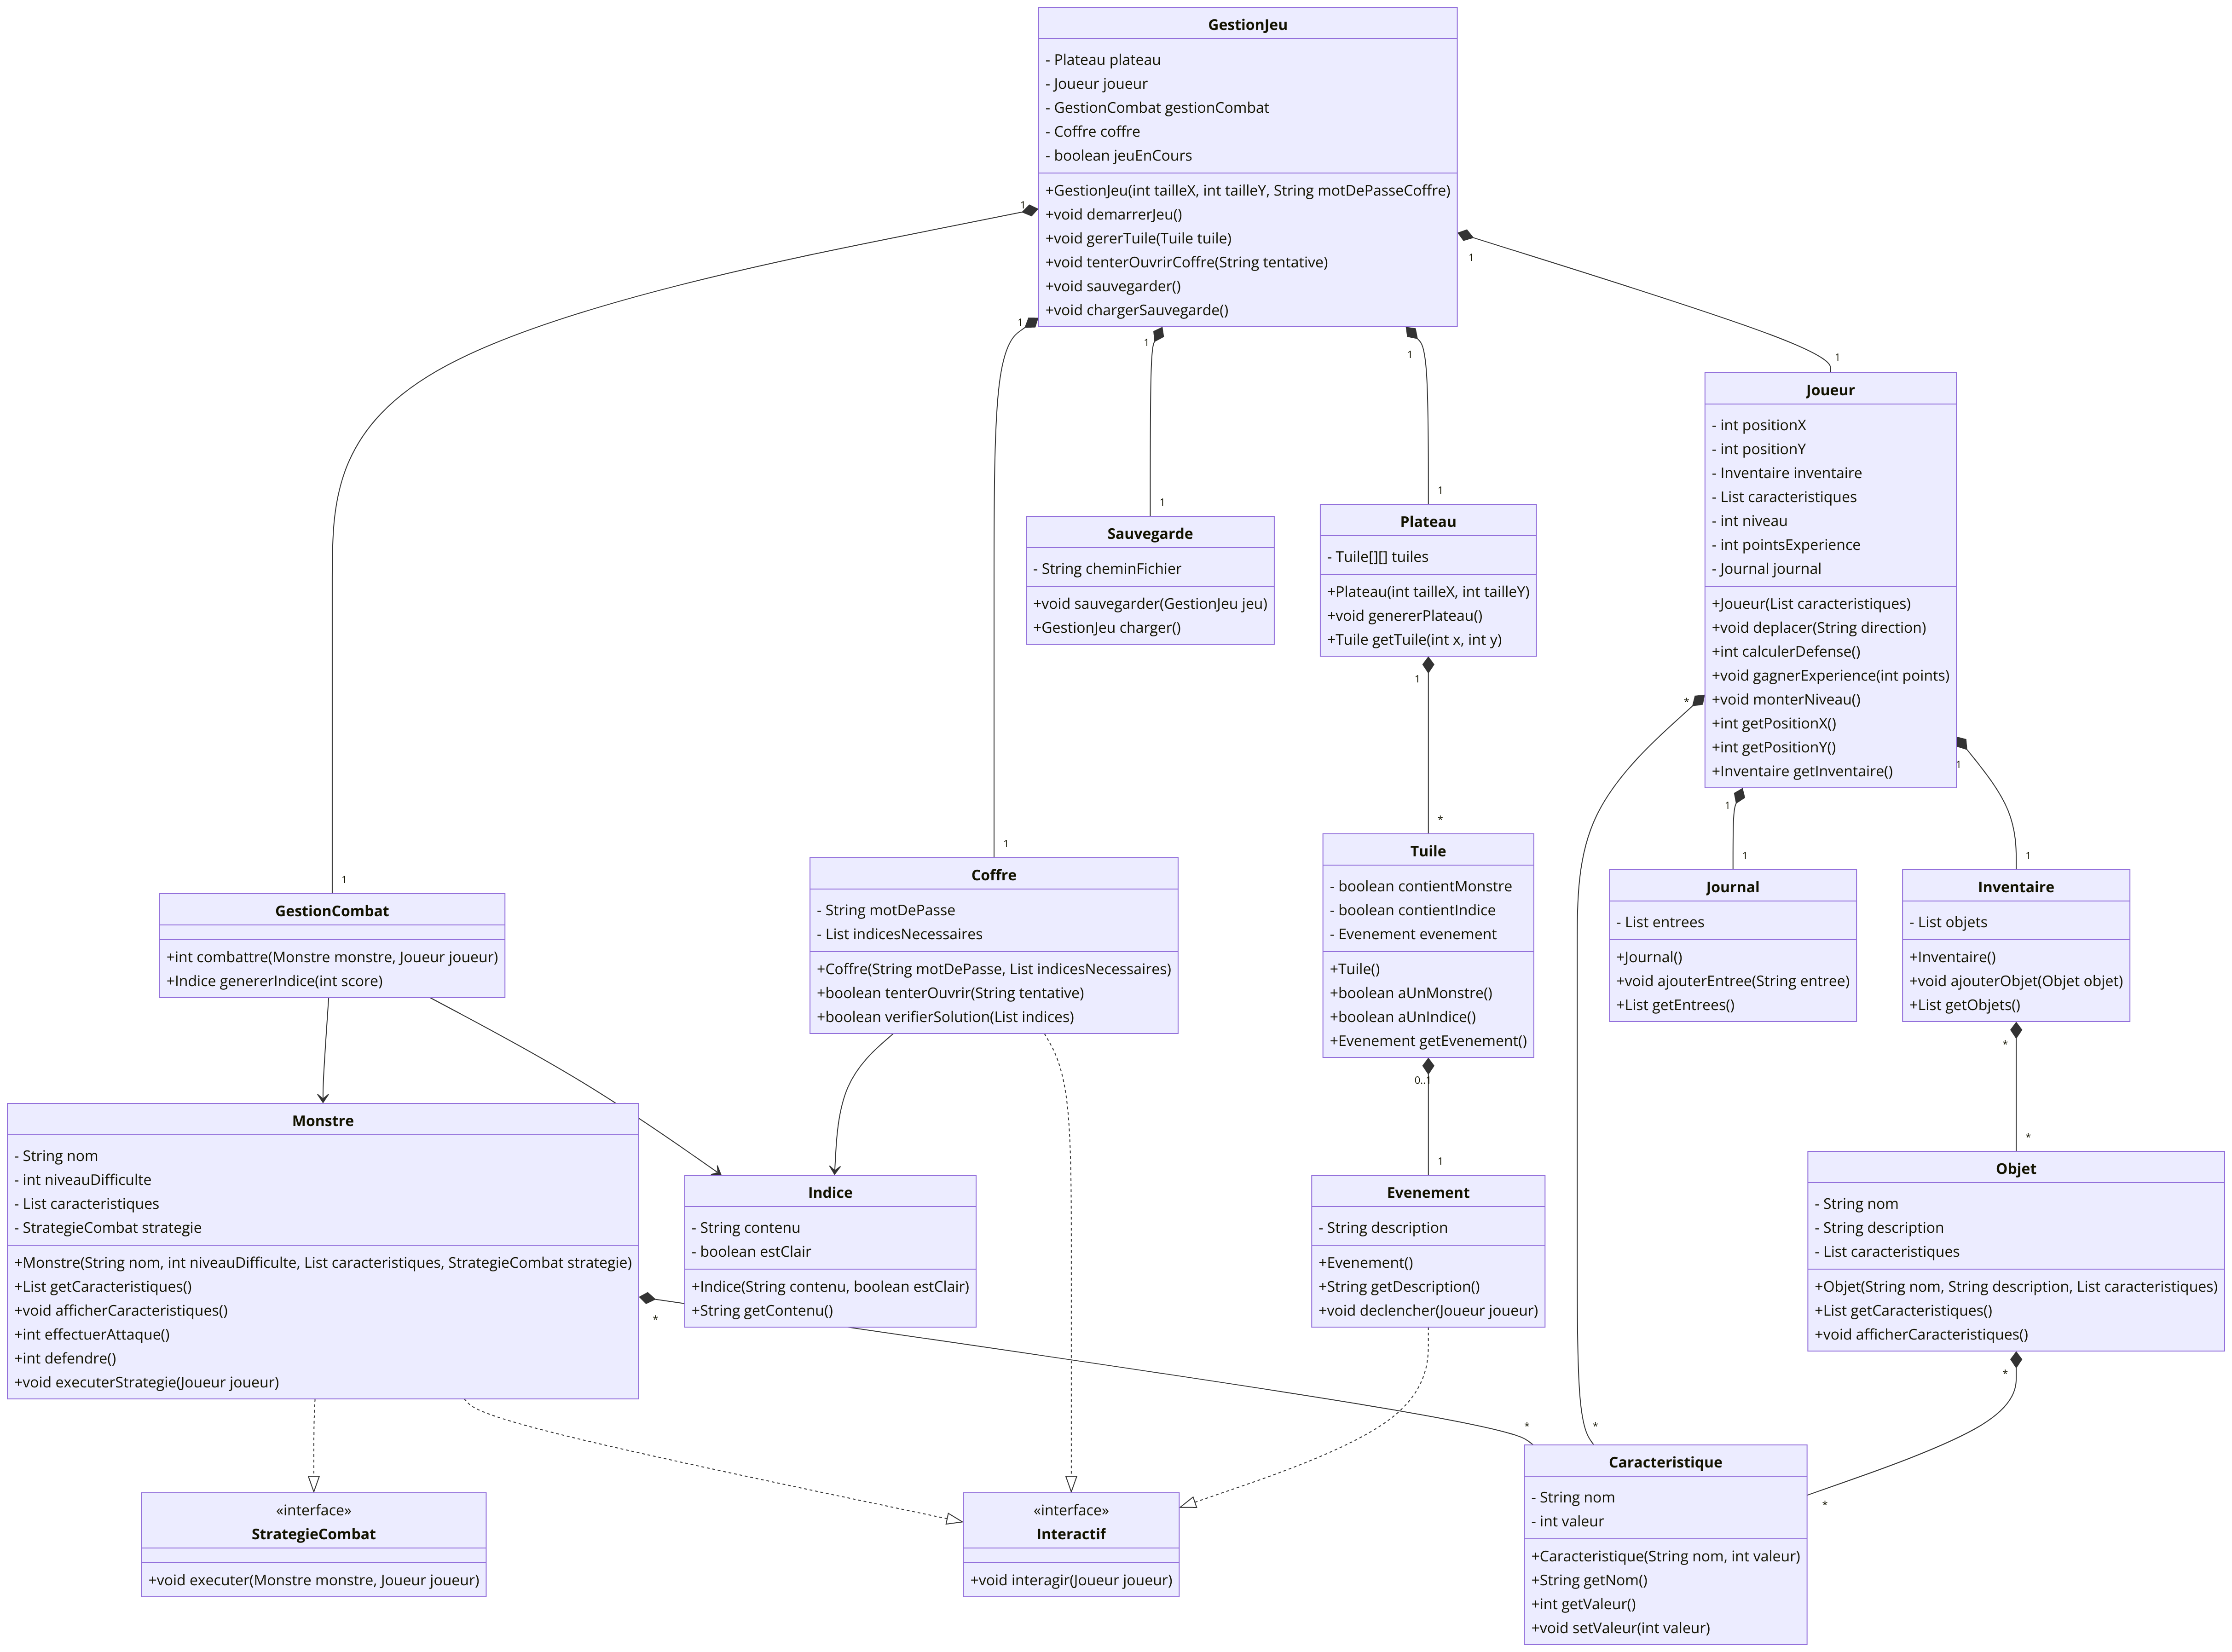 GestionJeu
- Plateau plateau
- Joueur joueur
- GestionCombat gestionCombat
- Coffre coffre
- boolean jeuEnCours
+GestionJeu(int tailleX, int tailleY, String motDePasseCoffre)
+void demarrerJeu()
+void gererTuile(Tuile tuile)
+void tenterOuvrirCoffre(String tentative)
+void sauvegarder()
+void chargerSauvegarde()
1
1
1
1
1
1
1
1
1
1
Joueur
- int positionX
- int positionY
- Inventaire inventaire
- List caracteristiques
- int niveau
- int pointsExperience
- Journal journal
+Joueur(List caracteristiques)
+void deplacer(String direction)
+int calculerDefense()
+void gagnerExperience(int points)
+void monterNiveau()
+int getPositionX()
+int getPositionY()
+Inventaire getInventaire()
*
*
1
1
1
1
Sauvegarde
- String cheminFichier
+void sauvegarder(GestionJeu jeu)
+GestionJeu charger()
Plateau
- Tuile[][] tuiles
+Plateau(int tailleX, int tailleY)
+void genererPlateau()
+Tuile getTuile(int x, int y)
1
*
GestionCombat
+int combattre(Monstre monstre, Joueur joueur)
+Indice genererIndice(int score)
Coffre
- String motDePasse
- List indicesNecessaires
+Coffre(String motDePasse, List indicesNecessaires)
+boolean tenterOuvrir(String tentative)
+boolean verifierSolution(List indices)
Tuile
- boolean contientMonstre
- boolean contientIndice
- Evenement evenement
+Tuile()
+boolean aUnMonstre()
+boolean aUnIndice()
+Evenement getEvenement()
0..1
1
Journal
- List entrees
+Journal()
+void ajouterEntree(String entree)
+List getEntrees()
Inventaire
- List objets
+Inventaire()
+void ajouterObjet(Objet objet)
+List getObjets()
*
*
Monstre
- String nom
- int niveauDifficulte
- List caracteristiques
- StrategieCombat strategie
+Monstre(String nom, int niveauDifficulte, List caracteristiques, StrategieCombat strategie)
+List getCaracteristiques()
+void afficherCaracteristiques()
+int effectuerAttaque()
+int defendre()
+void executerStrategie(Joueur joueur)
*
*
Indice
- String contenu
- boolean estClair
+Indice(String contenu, boolean estClair)
+String getContenu()
Evenement
- String description
+Evenement()
+String getDescription()
+void declencher(Joueur joueur)
Objet
- String nom
- String description
- List caracteristiques
+Objet(String nom, String description, List caracteristiques)
+List getCaracteristiques()
+void afficherCaracteristiques()
*
*
«interface»
StrategieCombat
+void executer(Monstre monstre, Joueur joueur)
«interface»
Interactif
+void interagir(Joueur joueur)
Caracteristique
- String nom
- int valeur
+Caracteristique(String nom, int valeur)
+String getNom()
+int getValeur()
+void setValeur(int valeur)